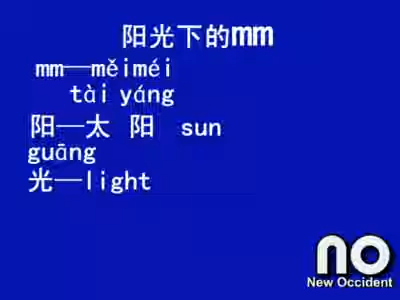 阳光下的mm
mm—měiméi
tài yáng
阳—太 阳 sun
guāng
光—light
no
New Occident